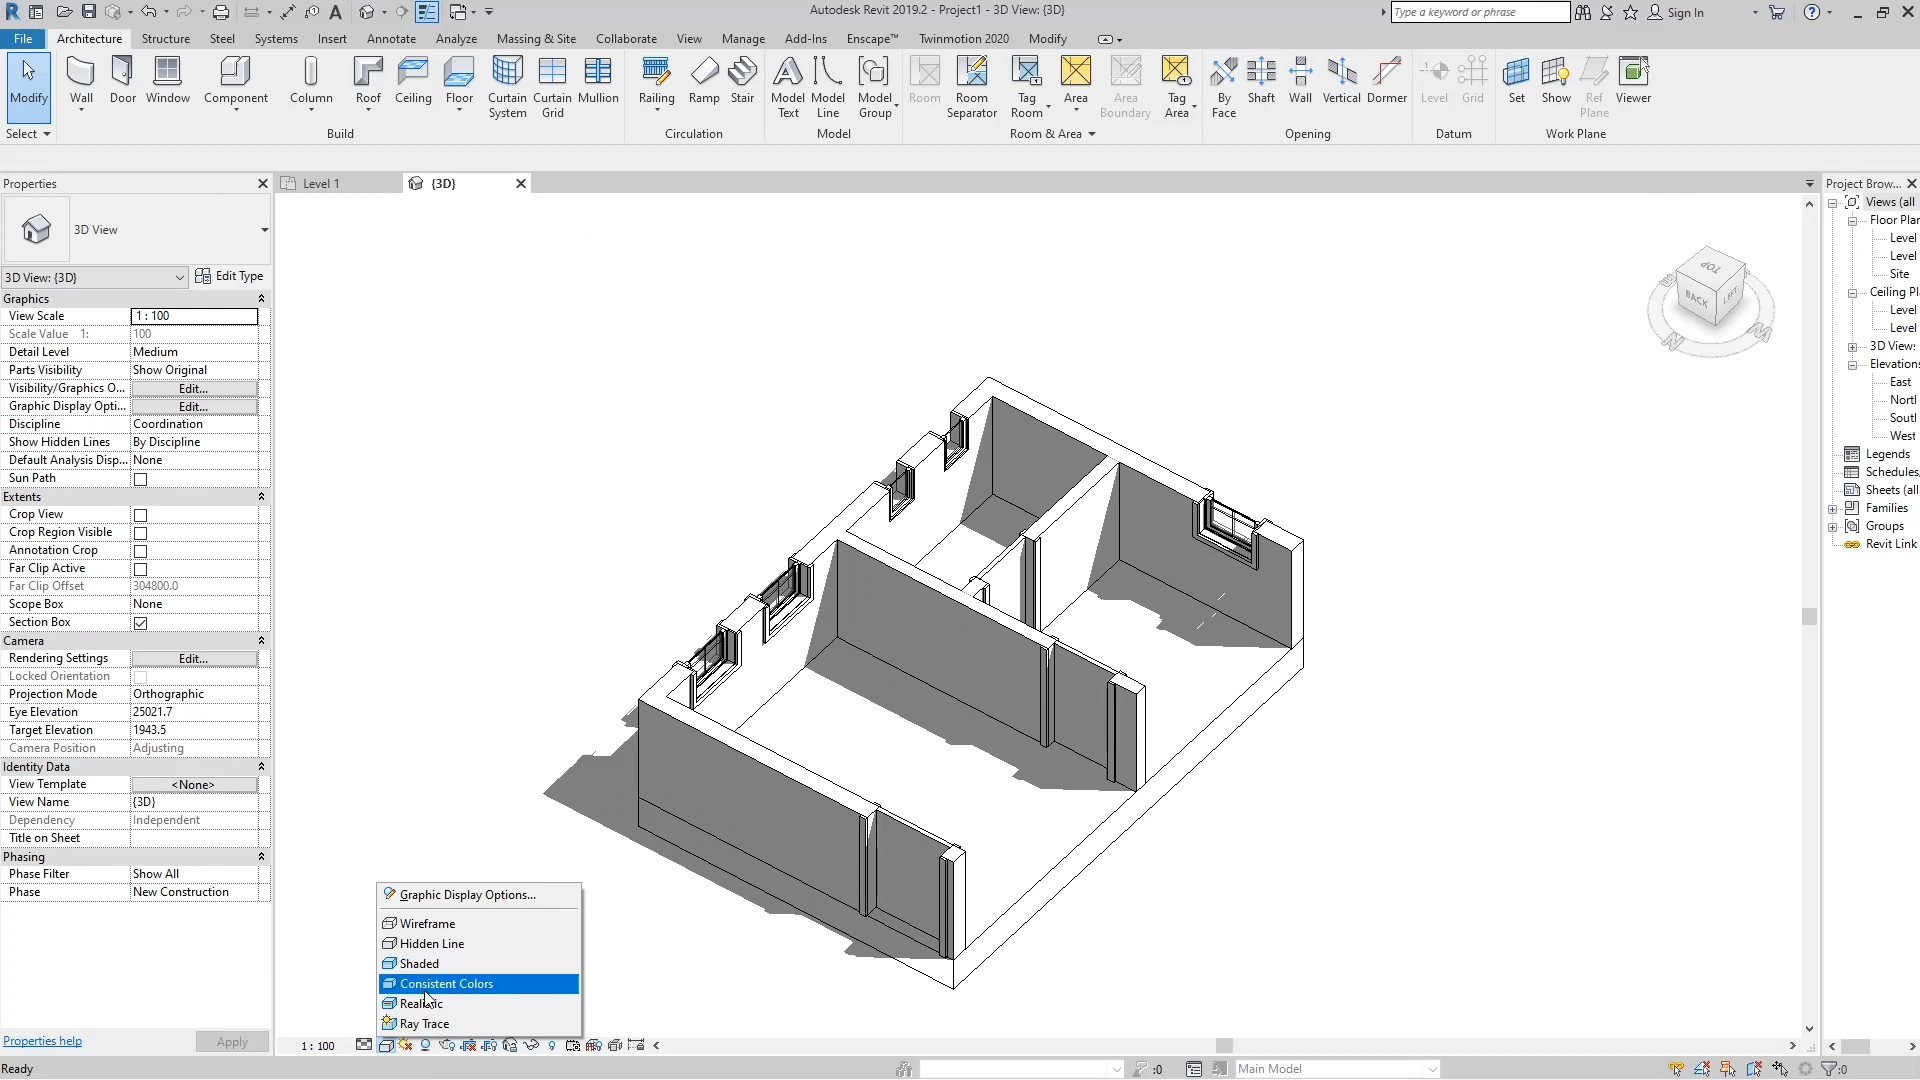 Autodesk Revit 2019.2 - Project1 - 3D View: {3D}
Type a keyword or phrase
Sign In
File Architecture Structure Steel Systems Insert Annotate Analyze Massing & Site Collaborate View Manage Add-Ins Enscape™ Twinmotion 2020 Modify
Modify Wall Door Window Component Column Roof Ceiling Floor Curtain System Curtain Grid Mullion Railing Ramp Stair Model Text Model Line Model Group Room Room Separator Tag Room Area Area Boundary Tag Area By Face Shaft Wall Vertical Dormer Level Grid Set Show Ref Plane Viewer
Select Build Circulation Model Room & Area Opening Datum Work Plane
Properties
Level 1
{3D}
Project Brow...
3D View
3D View: {3D}
Edit Type
Graphics
View Scale 1 : 100
Scale Value 1: 100
Detail Level Medium
Parts Visibility Show Original
Visibility/Graphics O... Edit...
Graphic Display Opti... Edit...
Discipline Coordination
Show Hidden Lines By Discipline
Default Analysis Disp... None
Sun Path
Extents
Crop View
Crop Region Visible
Annotation Crop
Far Clip Active
Far Clip Offset 304800.0
Scope Box None
Section Box
Camera
Rendering Settings Edit...
Locked Orientation
Projection Mode Orthographic
Eye Elevation 25021.7
Target Elevation 1943.5
Camera Position Adjusting
Identity Data
View Template <None>
View Name {3D}
Dependency Independent
Title on Sheet
Phasing
Phase Filter Show All
Phase New Construction
Properties help
Apply
TOP
BACK
LEFT
N
W
Views (all
Floor Plan
Level
Level
Site
Ceiling Pl
Level
Level
3D Views
Elevations
East
North
South
West
Legends
Schedules,
Sheets (all
Families
Groups
Revit Link
Graphic Display Options...
Wireframe
Hidden Line
Shaded
Consistent Colors
Realistic
Ray Trace
1 : 100
Ready
:0
Main Model
:0